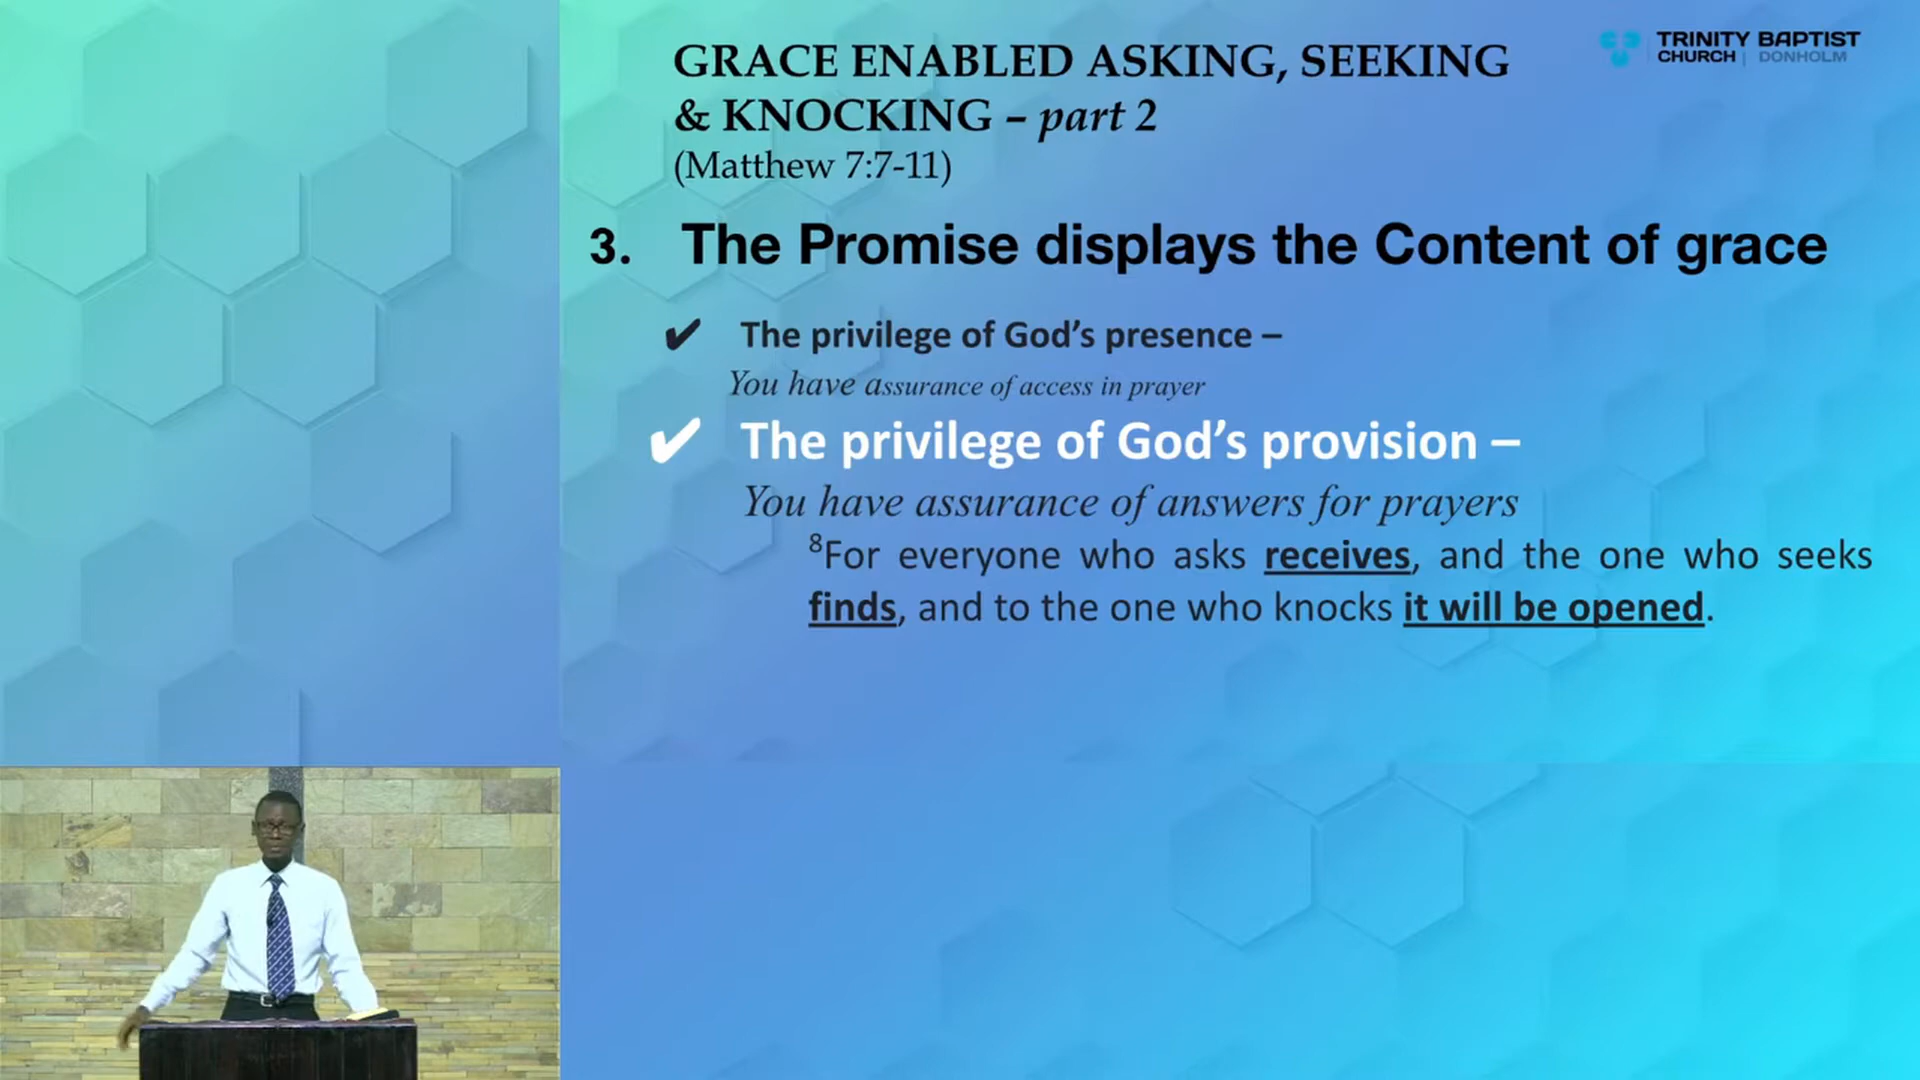 GRACE ENABLED ASKING, SEEKING
& KNOCKING – part 2
(Matthew 7:7-11)
TRINITY BAPTIST
CHURCH | DONHOLM
3. The Promise displays the Content of grace
✔ The privilege of God’s presence –
You have assurance of access in prayer
✔ The privilege of God’s provision –
You have assurance of answers for prayers
⁸For everyone who asks receives, and the one who seeks
finds, and to the one who knocks it will be opened.